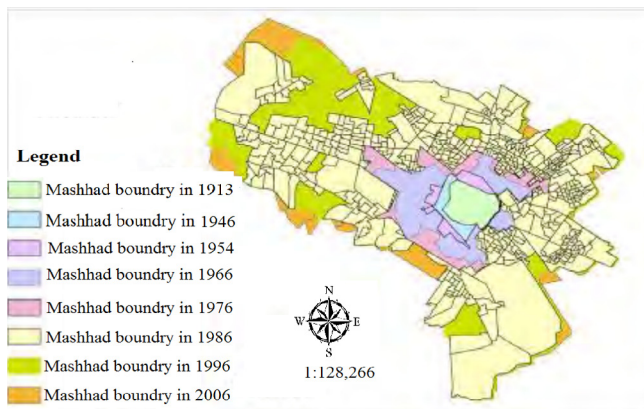 Legend
Mashhad boundry in 1913
Mashhad boundry in 1946
Mashhad boundry in 1954
Mashhad boundry in 1966
Mashhad boundry in 1976
Mashhad boundry in 1986
Mashhad boundry in 1996
Mashhad boundry in 2006
N
W E
S
1:128,266